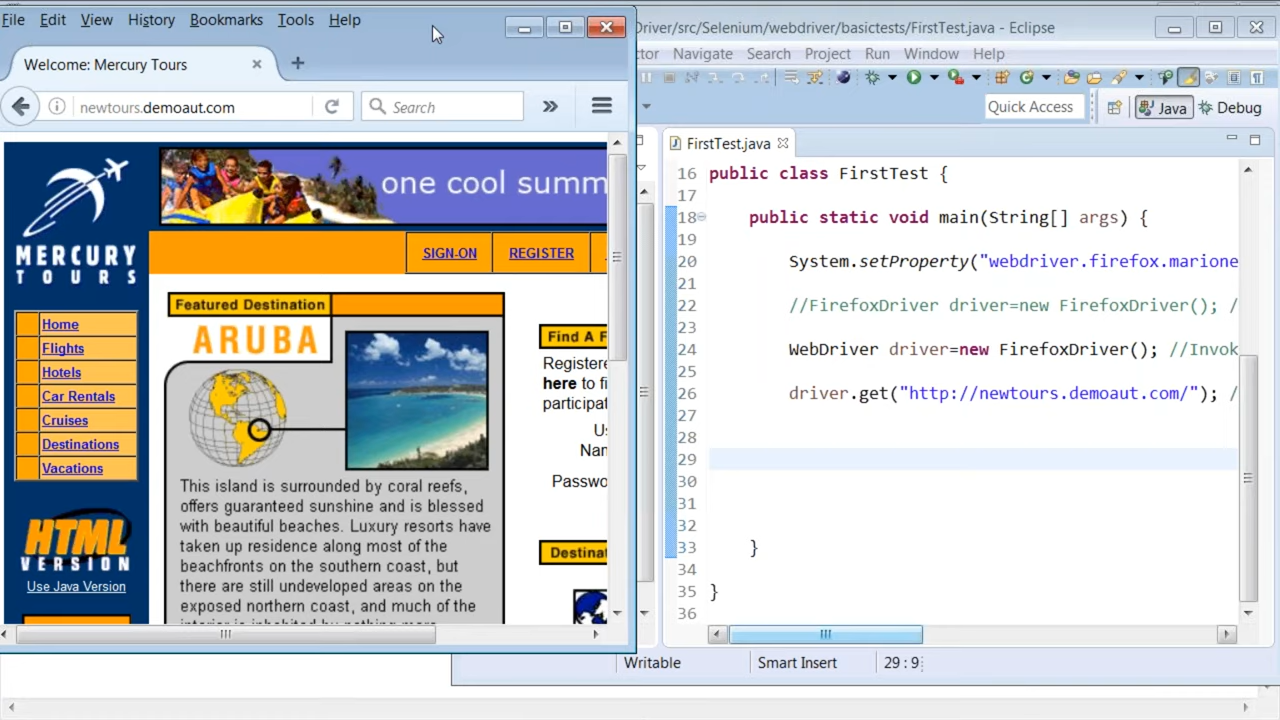 File Edit View History Bookmarks Tools Help
Welcome: Mercury Tours
newtours.demoaut.com
Search
one cool summ
MERCURY
TOURS
SIGN-ON
REGISTER
Home
Flights
Hotels
Car Rentals
Cruises
Destinations
Vacations
HTML
VERSION
Use Java Version
Featured Destination
ARUBA
This island is surrounded by coral reefs,
offers guaranteed sunshine and is blessed
with beautiful beaches. Luxury resorts have
taken up residence along most of the
beachfronts on the southern coast, but
there are still undeveloped areas on the
exposed northern coast, and much of the
Find A F
Registere
here to fi
participat
Us
Nan
Passwo
Destinat
Driver/src/Selenium/webdriver/basictests/FirstTest.java - Eclipse
ctor Navigate Search Project Run Window Help
Quick Access
Java
Debug
FirstTest.java
16 public class FirstTest {
17
18 public static void main(String[] args) {
19
20 System.setProperty("webdriver.firefox.marione
21
22 //FirefoxDriver driver=new FirefoxDriver(); /
23
24 WebDriver driver=new FirefoxDriver(); //Invok
25
26 driver.get("http://newtours.demoaut.com/"); /
27
28
29
30
31
32
33 }
34
35 }
36
Writable
Smart Insert
29 : 9